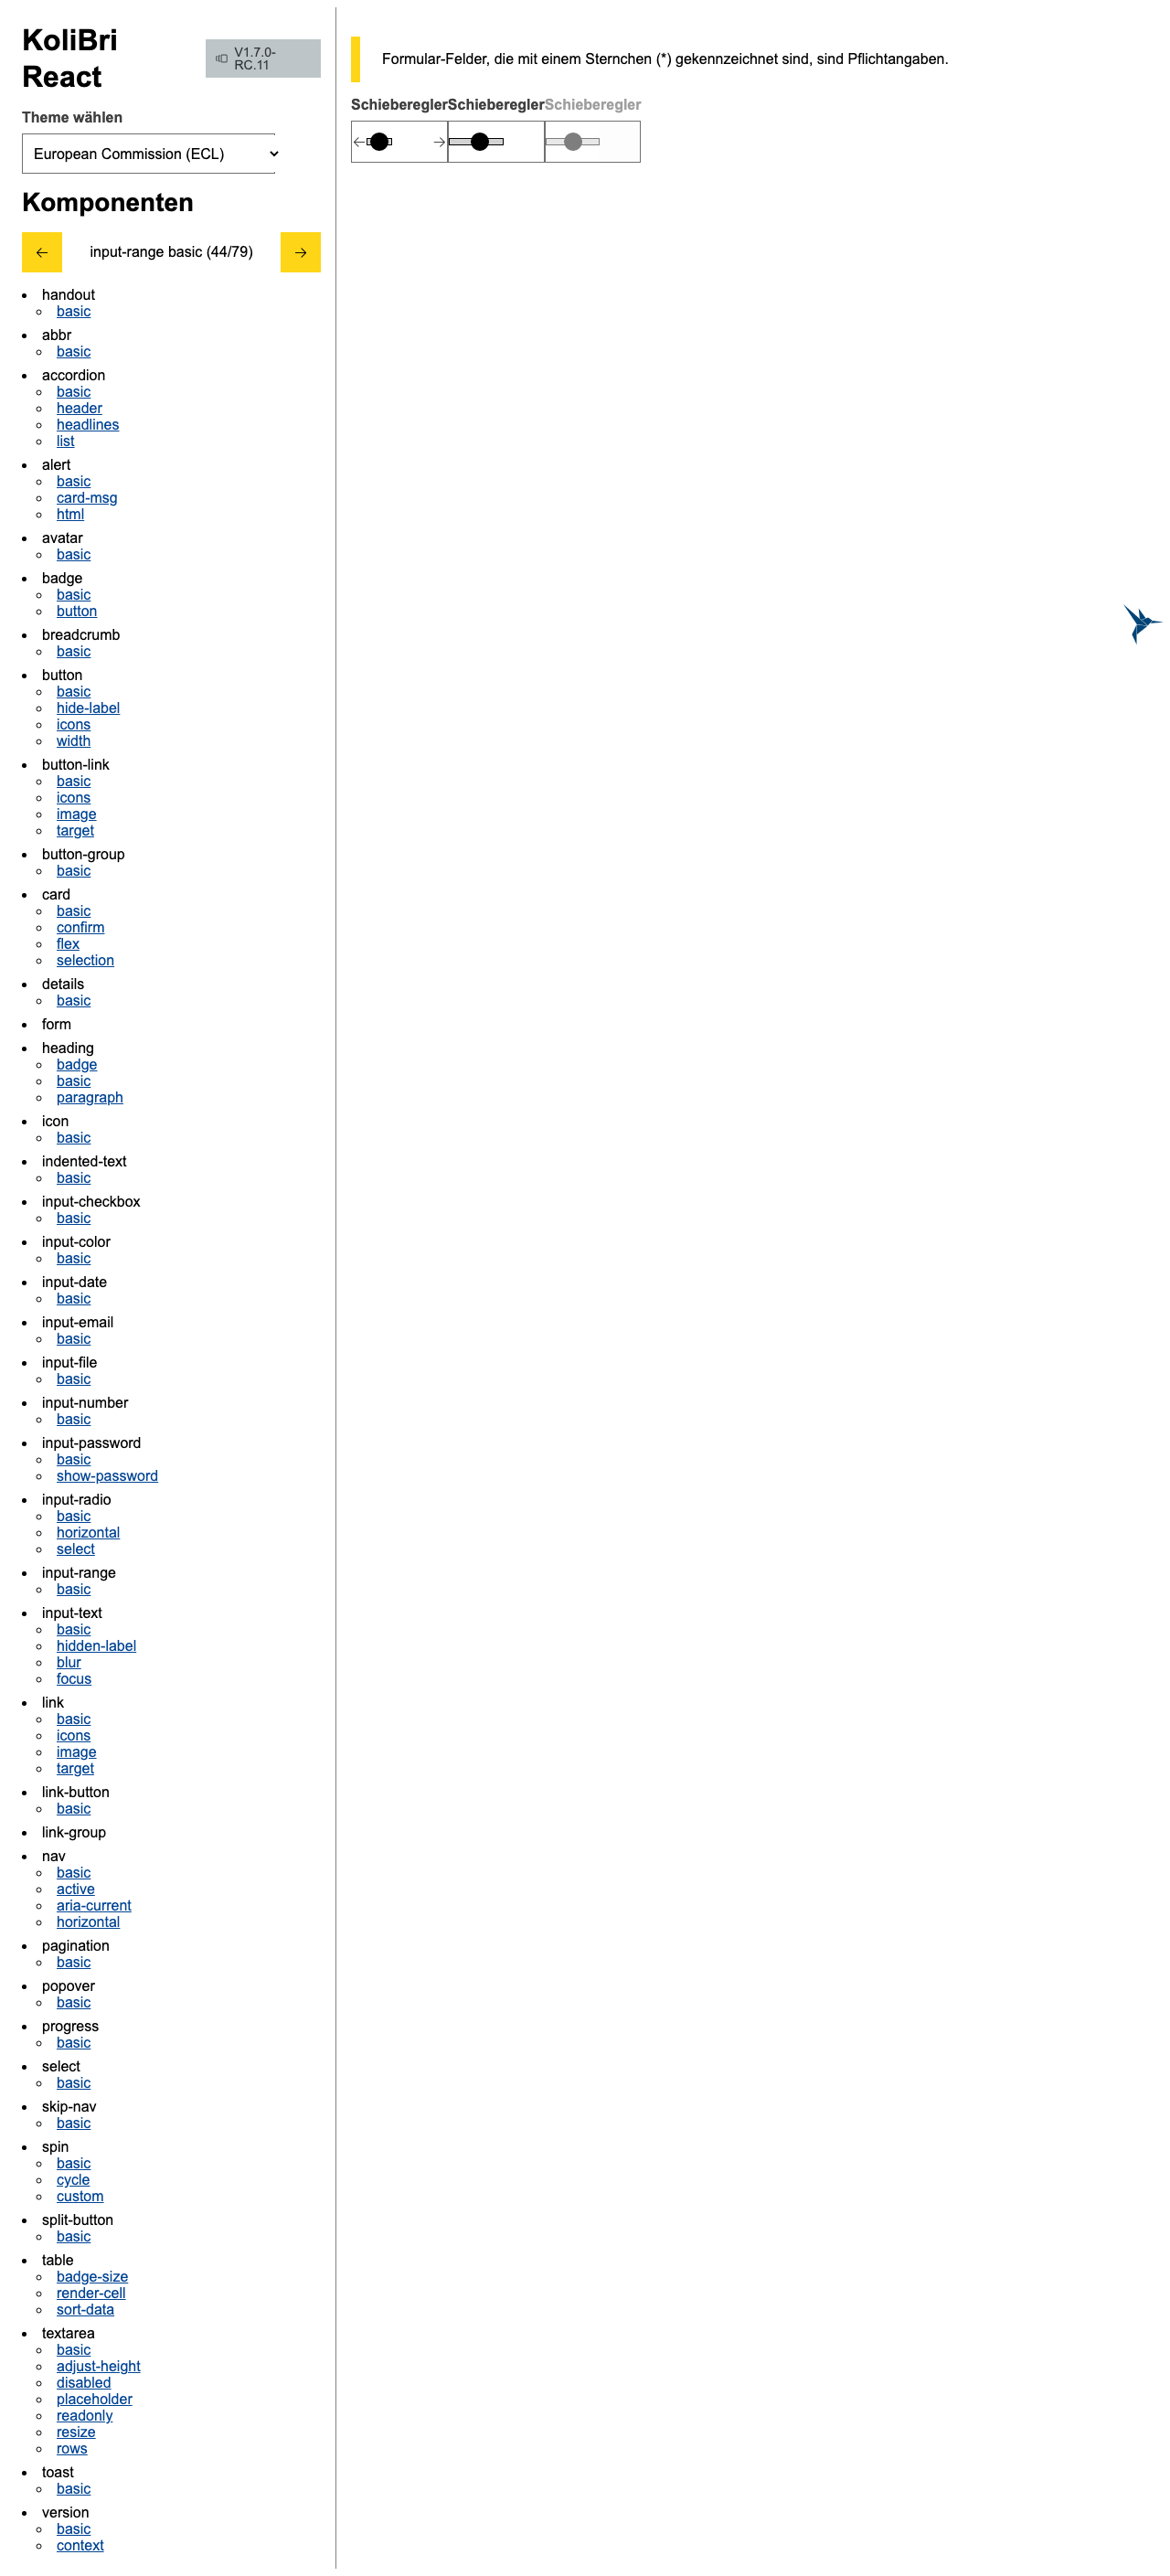 KoliBri
React
V1.7.0-
RC.11
Theme wählen
European Commission (ECL)
Komponenten
input-range basic (44/79)
handout
basic
abbr
basic
accordion
basic
header
headlines
list
alert
basic
card-msg
html
avatar
basic
badge
basic
button
breadcrumb
basic
button
basic
hide-label
icons
width
button-link
basic
icons
image
target
button-group
basic
card
basic
confirm
flex
selection
details
basic
form
heading
badge
basic
paragraph
icon
basic
indented-text
basic
input-checkbox
basic
input-color
basic
input-date
basic
input-email
basic
input-file
basic
input-number
basic
input-password
basic
show-password
input-radio
basic
horizontal
select
input-range
basic
input-text
basic
hidden-label
blur
focus
link
basic
icons
image
target
link-button
basic
link-group
nav
basic
active
aria-current
horizontal
pagination
basic
popover
basic
progress
basic
select
basic
skip-nav
basic
spin
basic
cycle
custom
split-button
basic
table
badge-size
render-cell
sort-data
textarea
basic
adjust-height
disabled
placeholder
readonly
resize
rows
toast
basic
version
basic
context
Formular-Felder, die mit einem Sternchen (*) gekennzeichnet sind, sind Pflichtangaben.
Schieberegler Schieberegler Schieberegler